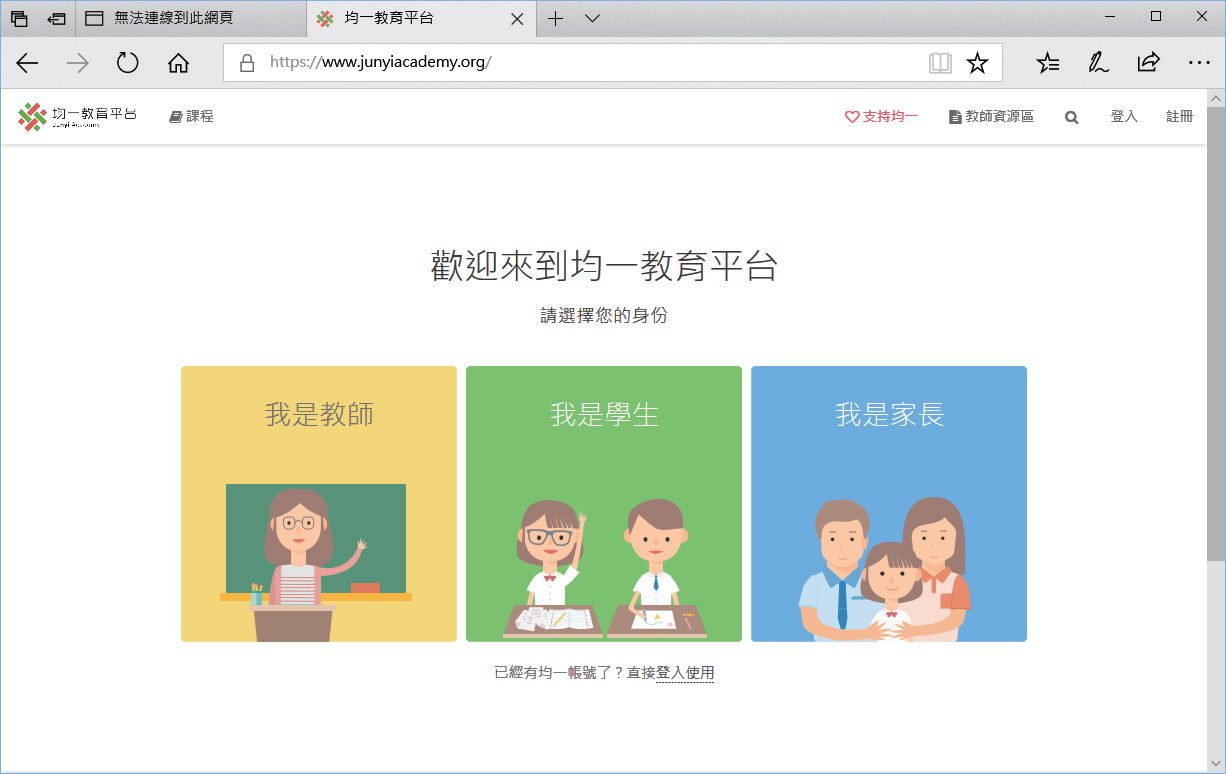 無法連線到此網頁
均一教育平台
https://www.junyiacademy.org/
均一教育平台
Junyi Academy
課程
支持均一
教師資源區
登入
註冊
歡迎來到均一教育平台
請選擇您的身份
我是教師
我是學生
我是家長
已經有均一帳號了？直接登入使用